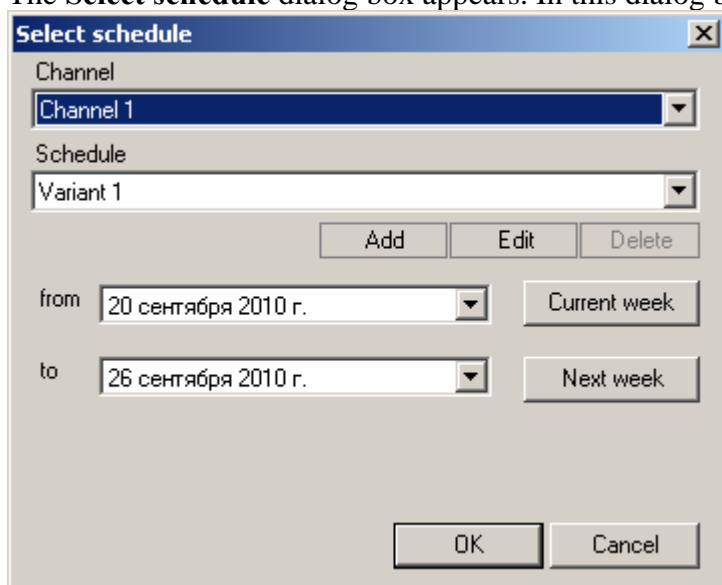 The Select schedule dialog box appears. In this dialog
Select schedule
Channel
Channel 1
Schedule
Variant 1
Add Edit Delete
from 20 сентября 2010 г. Current week
to 26 сентября 2010 г. Next week
OK Cancel